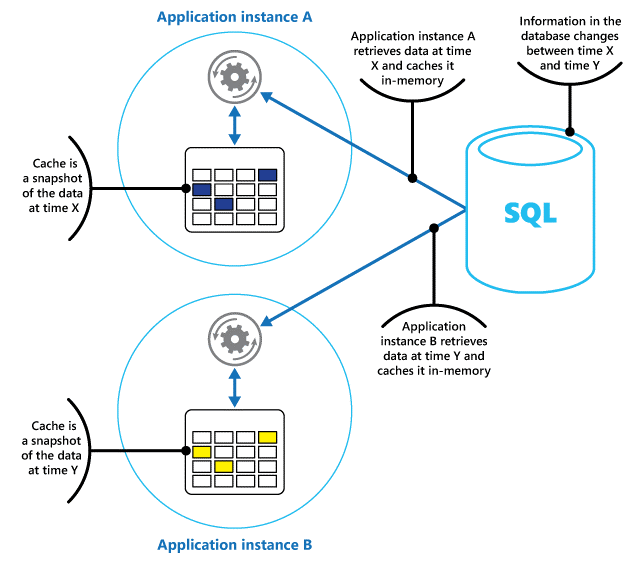 Application instance A
Application instance A
retrieves data at time
X and caches it
in-memory
Information in the
database changes
between time X
and time Y
Cache is
a snapshot
of the data
at time X
SQL
Application
instance B retrieves
data at time Y and
caches it in-memory
Cache is
a snapshot
of the data
at time Y
Application instance B